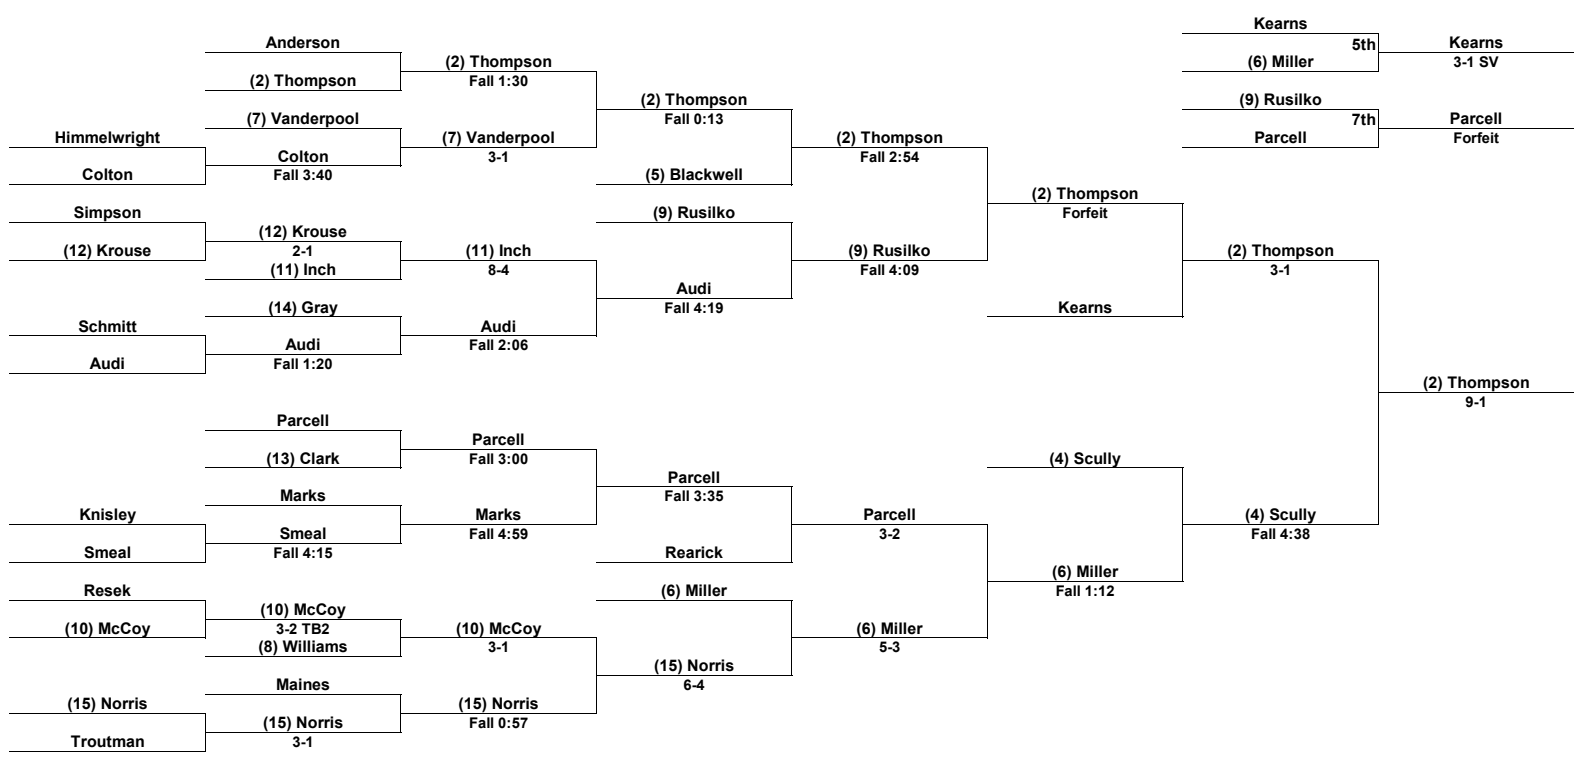 Kearns
Anderson
5th
Kearns
(2) Thompson
(6) Miller
3-1 SV
(2) Thompson
Fall 1:30
(2) Thompson
(9) Rusilko
(7) Vanderpool
Fall 0:13
7th
Parcell
Himmelwright
(7) Vanderpool
(2) Thompson
Parcell
Forfeit
Colton
3-1
Fall 2:54
Colton
Fall 3:40
(5) Blackwell
(2) Thompson
Simpson
(9) Rusilko
Forfeit
(12) Krouse
(12) Krouse
2-1
(11) Inch
(9) Rusilko
(2) Thompson
(11) Inch
8-4
Fall 4:09
3-1
Audi
(14) Gray
Fall 4:19
Kearns
Schmitt
Audi
Audi
Fall 2:06
Audi
Fall 1:20
(2) Thompson
9-1
Parcell
Parcell
(13) Clark
Fall 3:00
(4) Scully
Parcell
Marks
Fall 3:35
Knisley
Marks
Parcell
(4) Scully
Smeal
Fall 4:59
3-2
Fall 4:38
Smeal
Fall 4:15
Rearick
(6) Miller
Resek
(6) Miller
Fall 1:12
(10) McCoy
(10) McCoy
3-2 TB2
(10) McCoy
(6) Miller
(8) Williams
3-1
5-3
(15) Norris
Maines
6-4
(15) Norris
(15) Norris
(15) Norris
Fall 0:57
Troutman
3-1